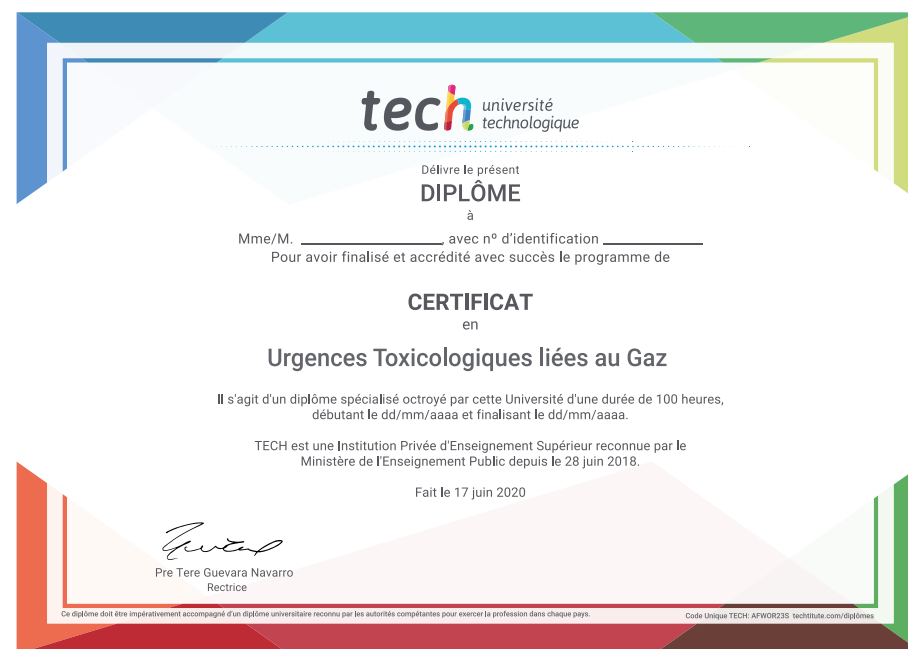 tech université
technologique
Délivre le présent
DIPLÔME
à
Mme/M. ______________________, avec nº d'identification ________________
Pour avoir finalisé et accrédité avec succès le programme de
CERTIFICAT
en
Urgences Toxicologiques liées au Gaz
Il s'agit d'un diplôme spécialisé octroyé par cette Université d'une durée de 100 heures,
débutant le dd/mm/aaaa et finalisant le dd/mm/aaaa.
TECH est une Institution Privée d'Enseignement Supérieur reconnue par le
Ministère de l'Enseignement Public depuis le 28 juin 2018.
Fait le 17 juin 2020
Pre Tere Guevara Navarro
Rectrice
Ce diplôme doit être impérativement accompagné d'un diplôme universitaire reconnu par les autorités compétentes pour exercer la profession dans chaque pays.
Code Unique TECH: AFWOR23S techtitute.com/diplômes